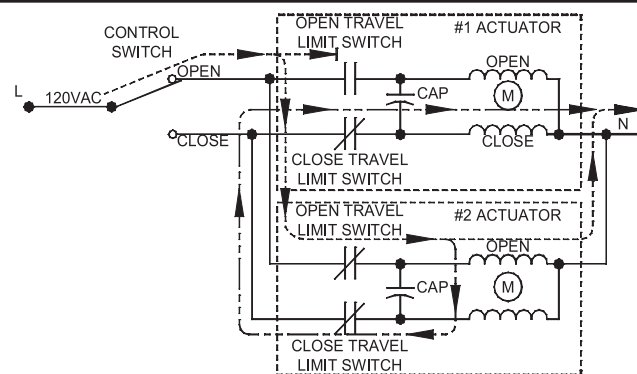 CONTROL
SWITCH
OPEN TRAVEL
LIMIT SWITCH
#1 ACTUATOR
OPEN
OPEN
L
120VAC
CAP
M
N
CLOSE
CLOSE
CLOSE TRAVEL
LIMIT SWITCH
OPEN TRAVEL
LIMIT SWITCH
#2 ACTUATOR
OPEN
CAP
M
CLOSE TRAVEL
LIMIT SWITCH